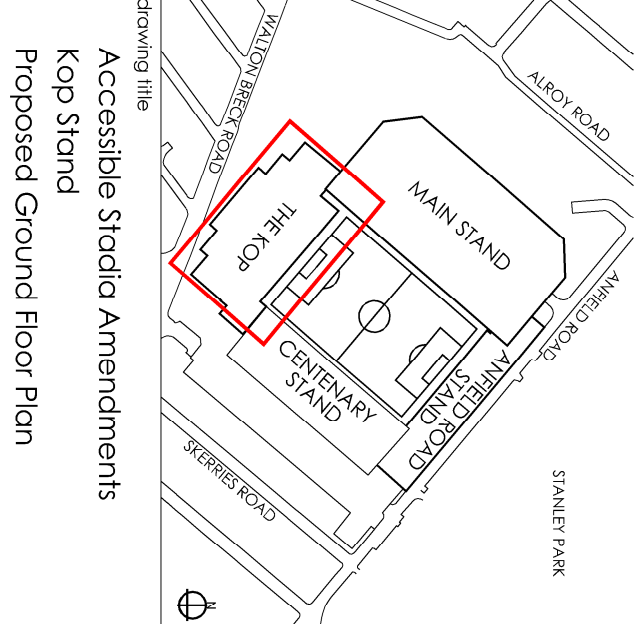 drawing title
Accessible Stadia Amendments
Kop Stand
Proposed Ground Floor Plan
WALTON BRECK ROAD
ALROY ROAD
MAIN STAND
THE KOP
ANFIELD ROAD
CENTENARY
STAND
ANFIELD ROAD
STAND
SKERRIES ROAD
STANLEY PARK
N